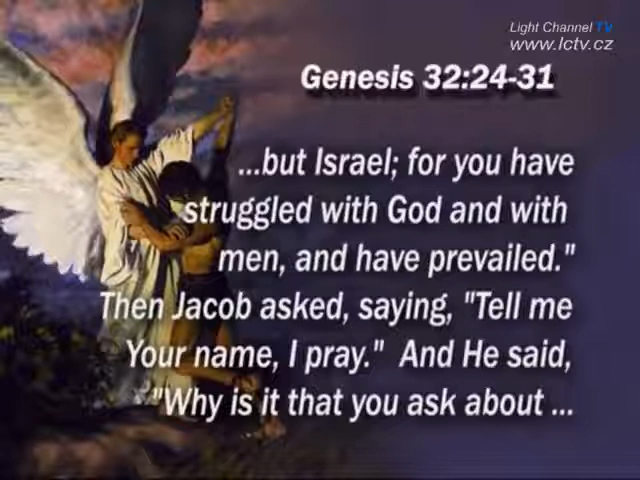 Light Channel TV
www.lctv.cz
Genesis 32:24-31
...but Israel; for you have
struggled with God and with
men, and have prevailed."
Then Jacob asked, saying, "Tell me
Your name, I pray." And He said,
"Why is it that you ask about ...